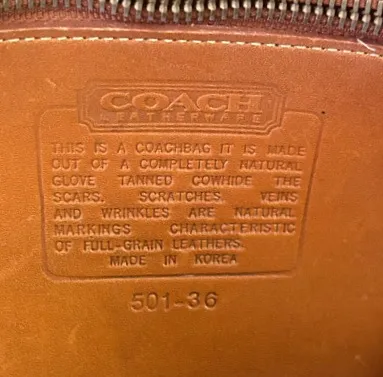 COACH
LEATHERWARE
THIS IS A COACHBAG IT IS MADE
OUT OF A COMPLETELY NATURAL
GLOVE TANNED COWHIDE THE
SCARS, SCRATCHES, VEINS
AND WRINKLES ARE NATURAL
MARKINGS CHARACTERISTIC
OF FULL-GRAIN LEATHERS
MADE IN KOREA
501-36